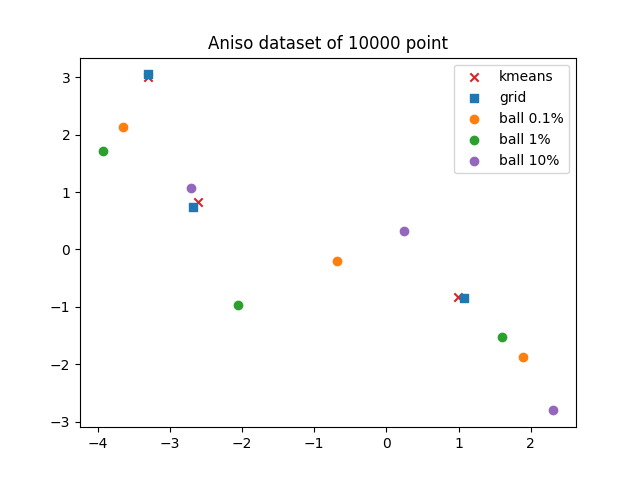 Aniso dataset of 10000 point
kmeans
grid
ball 0.1%
ball 1%
ball 10%
3
2
1
0
−1
−2
−3
−4 −3 −2 −1 0 1 2